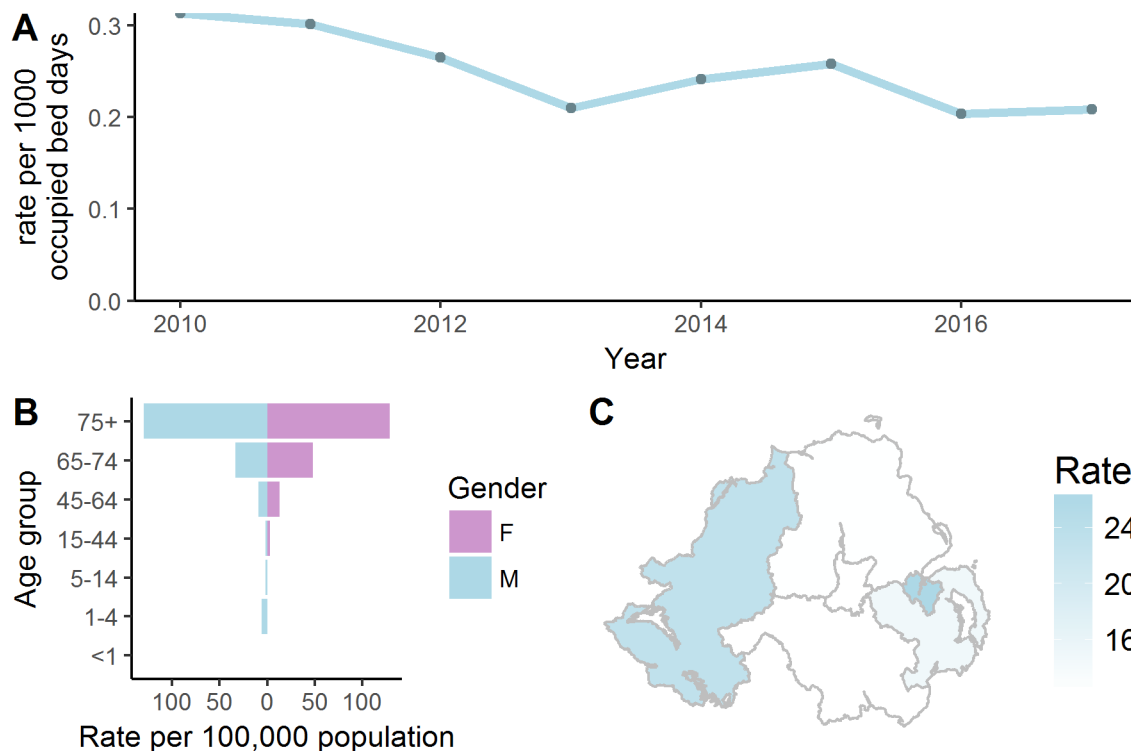 A
rate per 1000
occupied bed days
0.3
0.2
0.1
0.0
2010 2012 2014 2016
Year
B
Age group
75+
65-74
45-64
15-44
5-14
1-4
<1
100 50 0 50 100
Rate per 100,000 population
Gender
F
M
C
Rate
24
20
16